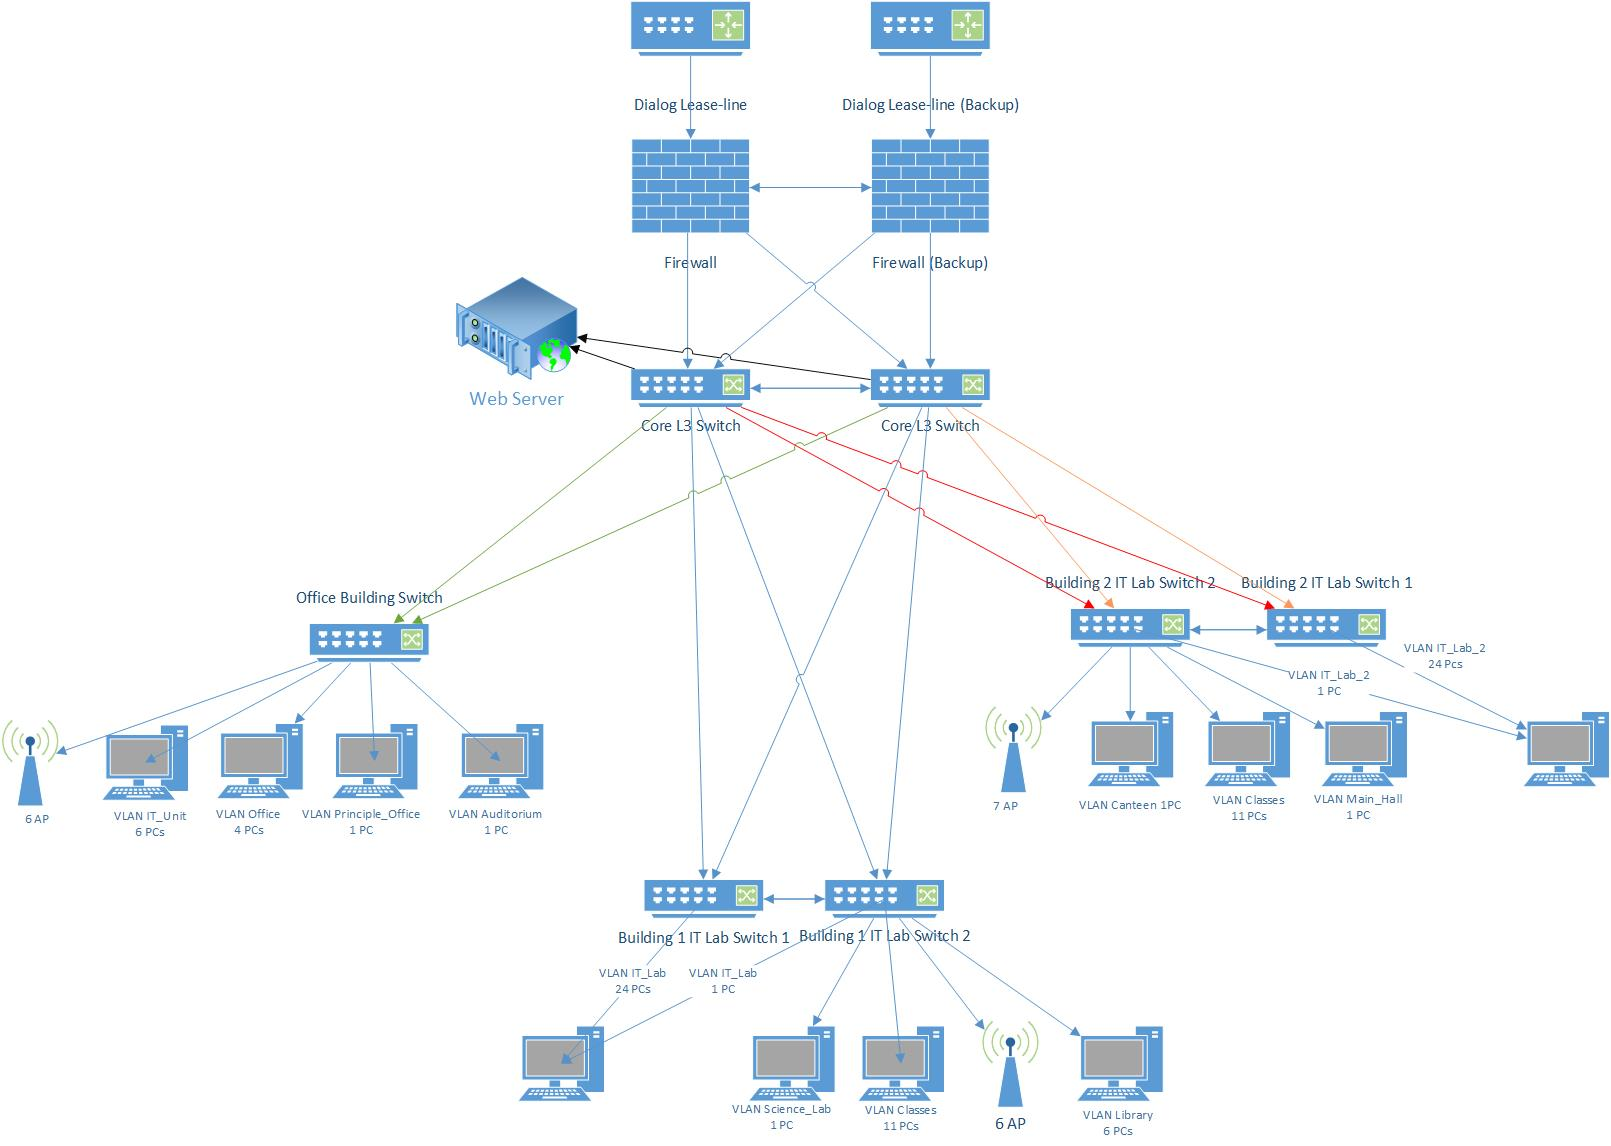 Dialog Lease-line
Dialog Lease-line (Backup)
Firewall
Firewall (Backup)
Web Server
Core L3 Switch
Core L3 Switch
Office Building Switch
Building 2 IT Lab Switch 2
Building 2 IT Lab Switch 1
VLAN IT_Lab_2
24 Pcs
VLAN IT_Lab_2
1 PC
6 AP
VLAN IT_Unit
6 PCs
VLAN Office
4 PCs
VLAN Principle_Office
1 PC
VLAN Auditorium
1 PC
7 AP
VLAN Canteen 1PC
VLAN Classes
11 PCs
VLAN Main_Hall
1 PC
Building 1 IT Lab Switch 1
Building 1 IT Lab Switch 2
VLAN IT_Lab
24 PCs
VLAN IT_Lab
1 PC
VLAN Science_Lab
1 PC
VLAN Classes
11 PCs
6 AP
VLAN Library
6 PCs